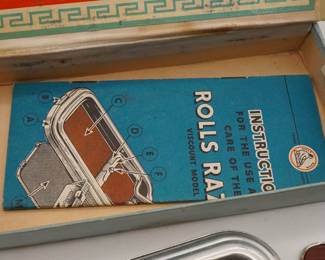 INSTRUCTIO
FOR THE USE A
CARE OF THE
ROLLS RAZ
VISCOUNT MODEL
B
A
C
D
E
F
M